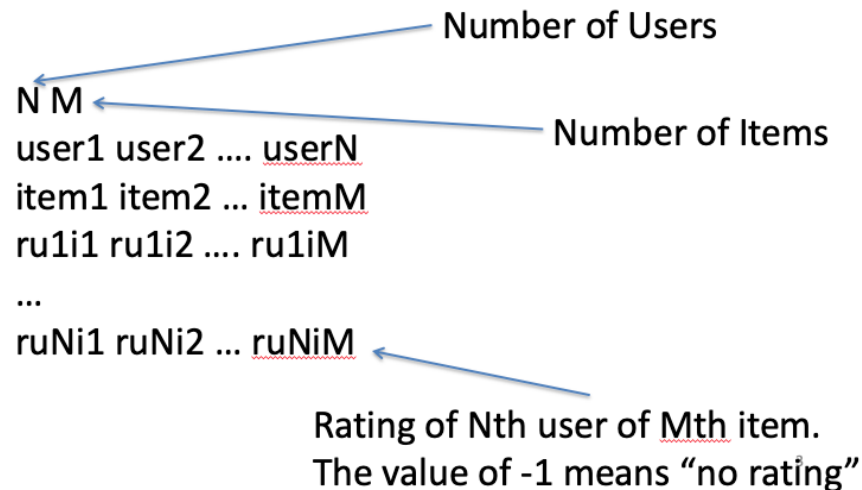 Number of Users
N M
Number of Items
user1 user2 .... userN
item1 item2 ... itemM
ru1i1 ru1i2 .... ru1iM
...
ruNi1 ruNi2 ... ruNiM
Rating of Nth user of Mth item.
The value of -1 means “no rating”